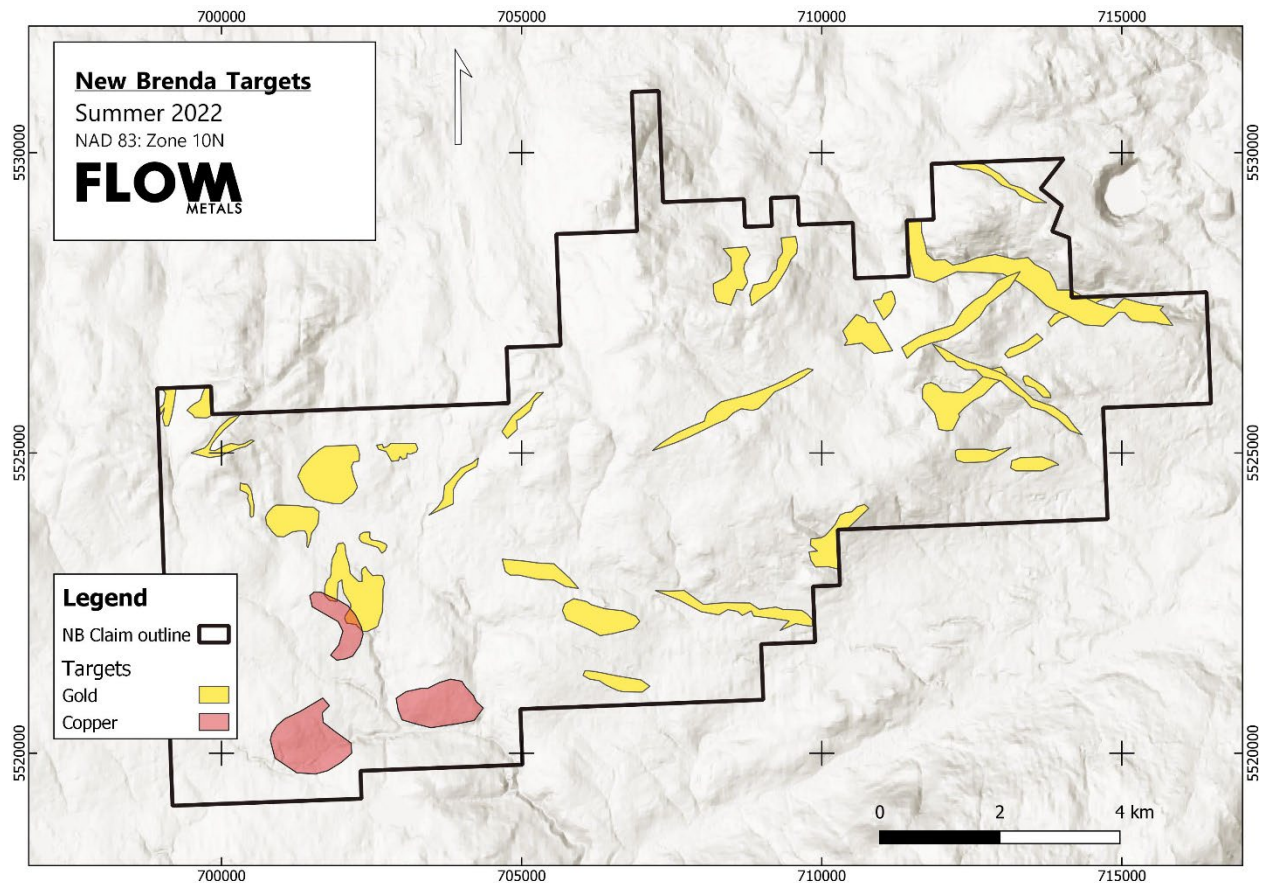 700000 705000 710000 715000
New Brenda Targets
Summer 2022
NAD 83: Zone 10N
FLOW
METALS
5530000 5530000
5525000 5525000
Legend
NB Claim outline
Targets
Gold
Copper
5520000 5520000
0 2 4 km
700000 705000 710000 715000